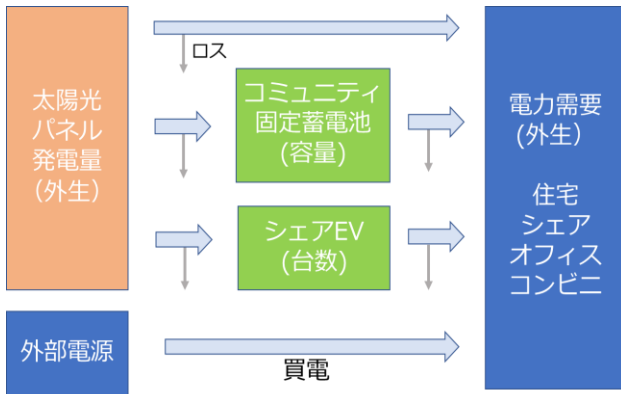 太陽光
パネル
発電量
(外生)
ロス
コミュニティ
固定蓄電池
(容量)
シェアEV
(台数)
電力需要
(外生)
住宅
シェア
オフィス
コンビニ
外部電源
買電